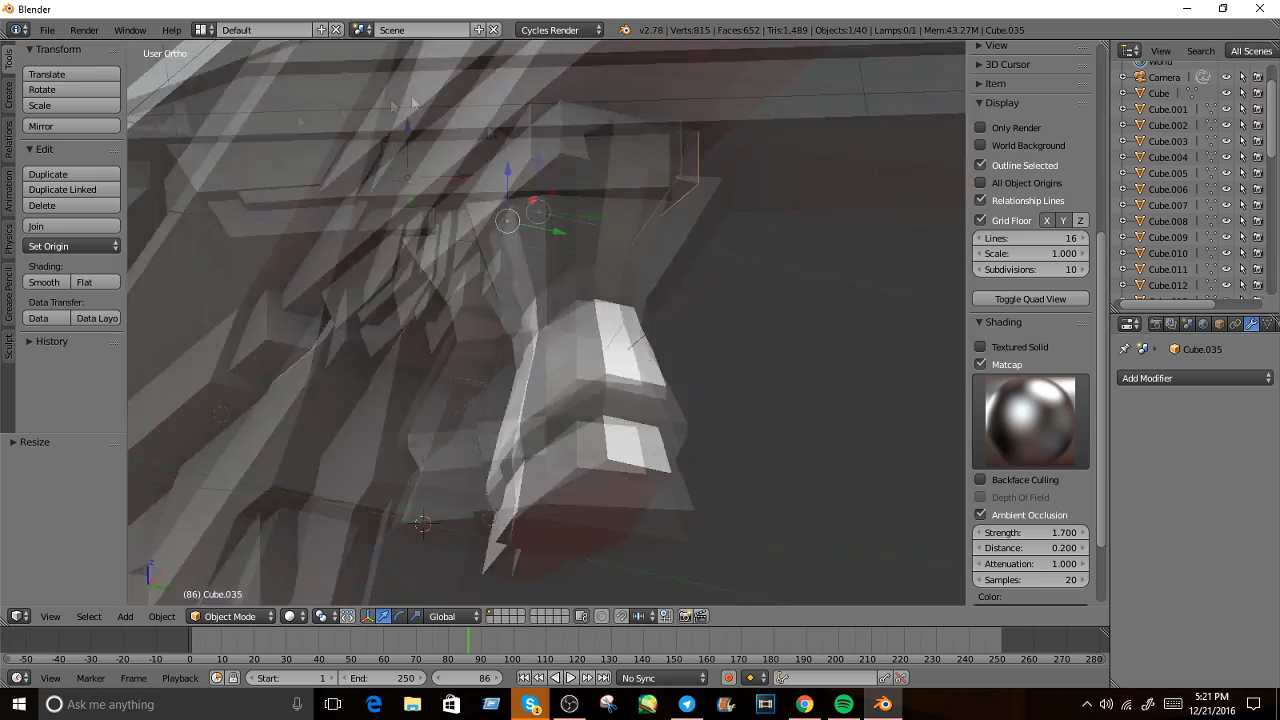 Blender
File Render Window Help Default Scene Cycles Render v2.78 | Verts:815 | Faces:652 | Tris:1,489 | Objects:1/40 | Lamps:0/1 | Mem:43.27M | Cube.035
Tools
Create
Relations
Animation
Physics
Grease Pencil
Sculpt
Transform
Translate
Rotate
Scale
Mirror
Edit
Duplicate
Duplicate Linked
Delete
Join
Set Origin
Shading:
Smooth Flat
Data Transfer:
Data Data Layo
History
Resize
User Ortho
(86) Cube.035
View
3D Cursor
Item
Display
Only Render
World Background
Outline Selected
All Object Origins
Relationship Lines
Grid Floor X Y Z
Lines: 16
Scale: 1.000
Subdivisions: 10
Toggle Quad View
Shading
Textured Solid
Matcap
Backface Culling
Depth Of Field
Ambient Occlusion
Strength: 1.700
Distance: 0.200
Attenuation: 1.000
Samples: 20
Color:
View Search All Scenes
World
Camera
Cube
Cube.001
Cube.002
Cube.003
Cube.004
Cube.005
Cube.006
Cube.007
Cube.008
Cube.009
Cube.010
Cube.011
Cube.012
Cube.035
Add Modifier
View Select Add Object Object Mode Global
-50 -40 -30 -20 -10 0 10 20 30 40 50 60 70 80 90 100 110 120 130 140 150 160 170 180 190 200 210 220 230 240 250 260 270 280
View Marker Frame Playback Start: 1 End: 250 86 No Sync
Ask me anything
5:21 PM
12/21/2016